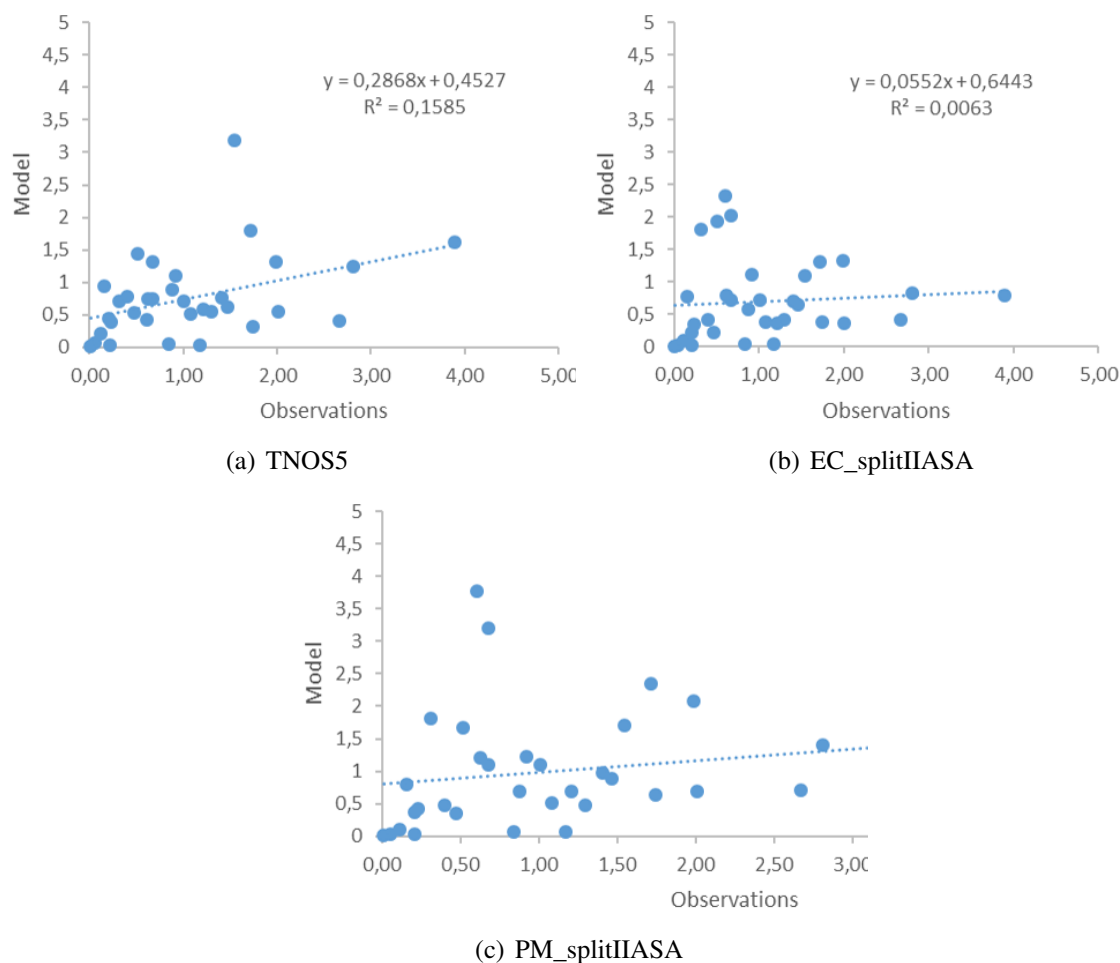 5
4,5
4
3,5
3
2,5
2
1,5
1
0,5
0
Model
y = 0,2868x + 0,4527
R² = 0,1585
0,00 1,00 2,00 3,00 4,00 5,00
Observations
(a) TNOS5
5
4,5
4
3,5
3
2,5
2
1,5
1
0,5
0
Model
y = 0,0552x + 0,6443
R² = 0,0063
0,00 1,00 2,00 3,00 4,00 5,00
Observations
(b) EC_splitIIASA
5
4,5
4
3,5
3
2,5
2
1,5
1
0,5
0
Model
0,00 0,50 1,00 1,50 2,00 2,50 3,00
Observations
(c) PM_splitIIASA